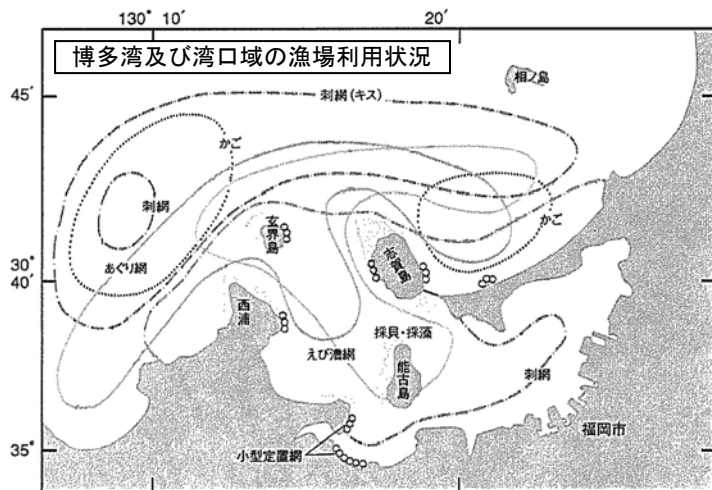 130° 10′
20′
博多湾及び湾口域の漁場利用状況
相ノ島
45′
刺網(キス)
かご
刺網
あぐり網
玄界島
志賀島
かご
30°
40′
西浦
採貝・採藻
えび漕網
能古島
刺網
福岡市
小型定置網
35°